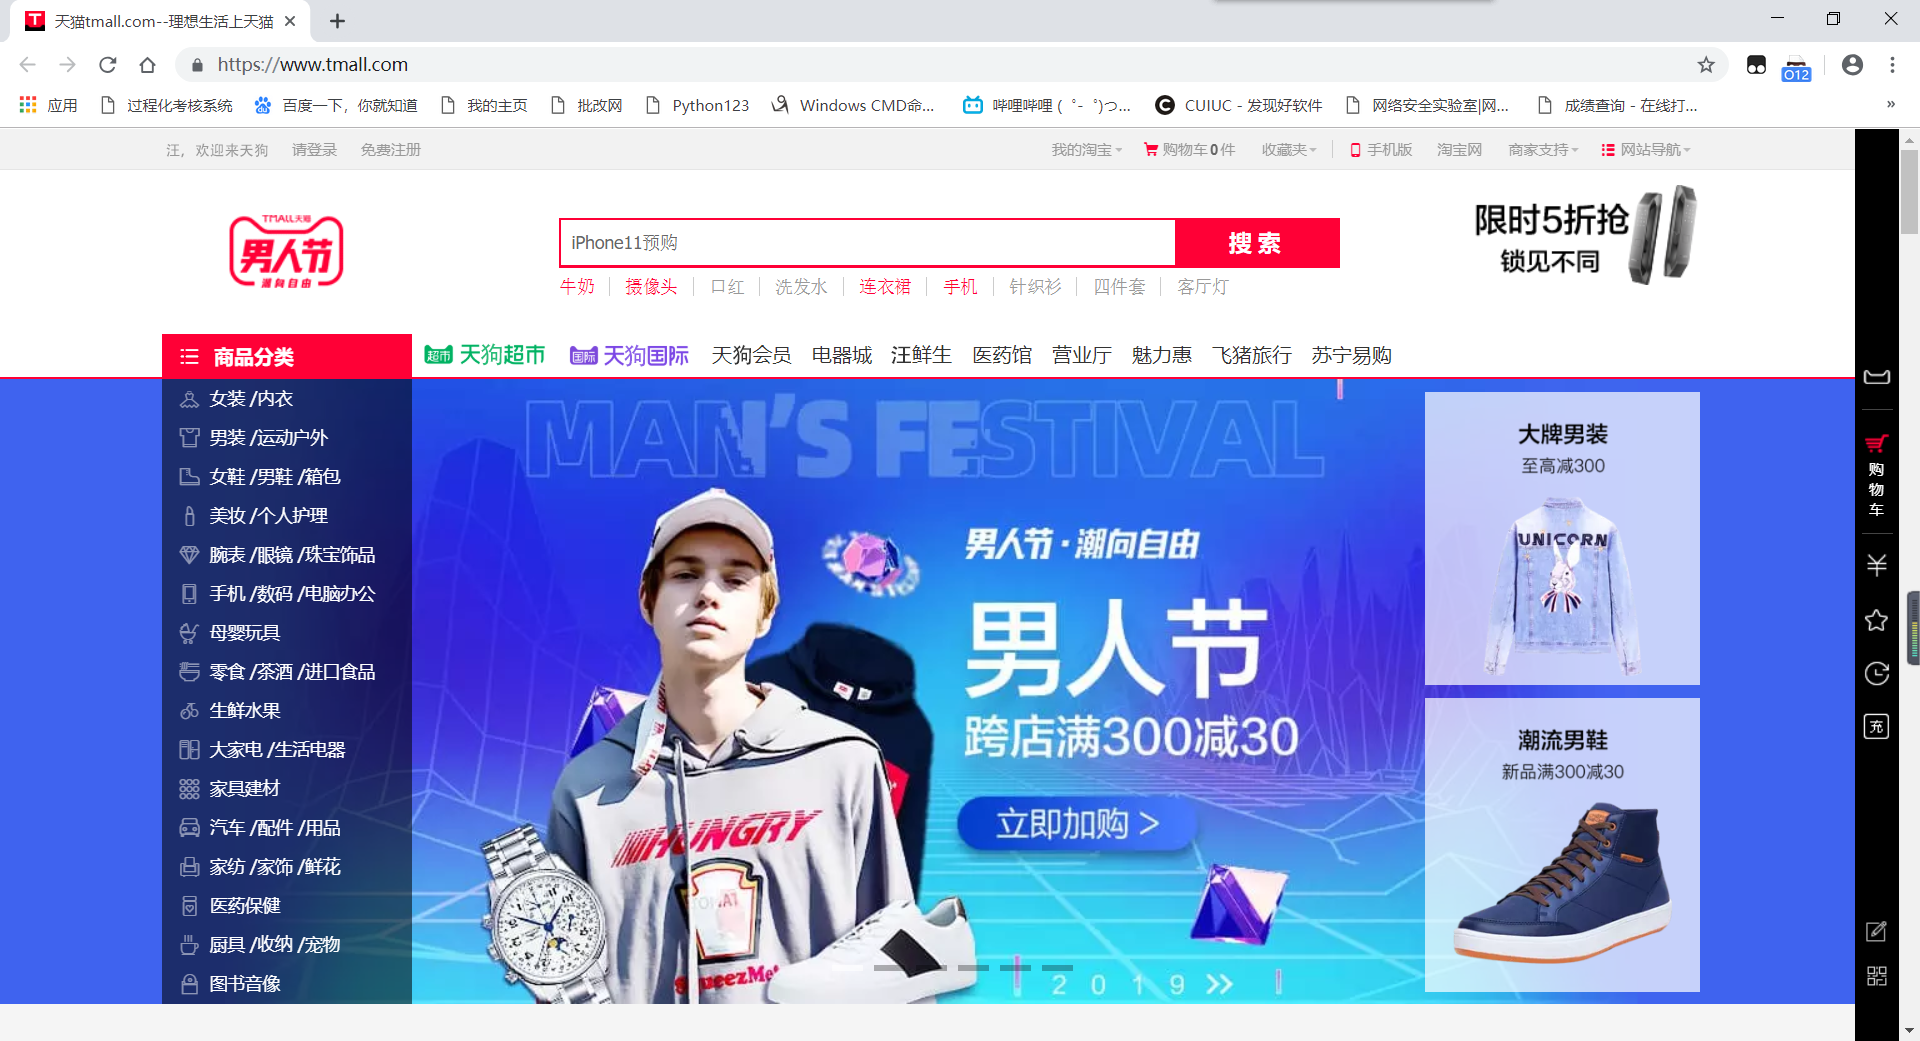 天猫tmall.com--理想生活上天猫
https://www.tmall.com
O12
应用 过程化考核系统 百度一下，你就知道 我的主页 批改网 Python123 Windows CMD命... 哔哩哔哩 ( ゜- ゜)つ... CUIUC - 发现好软件 网络安全实验室|网... 成绩查询 - 在线打... »
汪，欢迎来天狗 请登录 免费注册 我的淘宝 购物车0件 收藏夹 手机版 淘宝网 商家支持 网站导航
TMALL天猫
男人节
潮向自由
iPhone11预购 搜索
牛奶 摄像头 口红 洗发水 连衣裙 手机 针织衫 四件套 客厅灯
限时5折抢
锁见不同
商品分类 超市 天狗超市 国际 天狗国际 天狗会员 电器城 汪鲜生 医药馆 营业厅 魅力惠 飞猪旅行 苏宁易购
女装 /内衣
男装 /运动户外
女鞋 /男鞋 /箱包
美妆 /个人护理
腕表 /眼镜 /珠宝饰品
手机 /数码 /电脑办公
母婴玩具
零食 /茶酒 /进口食品
生鲜水果
大家电 /生活电器
家具建材
汽车 /配件 /用品
家纺 /家饰 /鲜花
医药保健
厨具 /收纳 /宠物
图书音像
MAN'S FESTIVAL
男人节·潮向自由
男人节
跨店满300减30
立即加购 >
HUNGRY
SqueezMe
2 0 1 9 >>
大牌男装
至高减300
UNICORN
潮流男鞋
新品满300减30
购物车
充